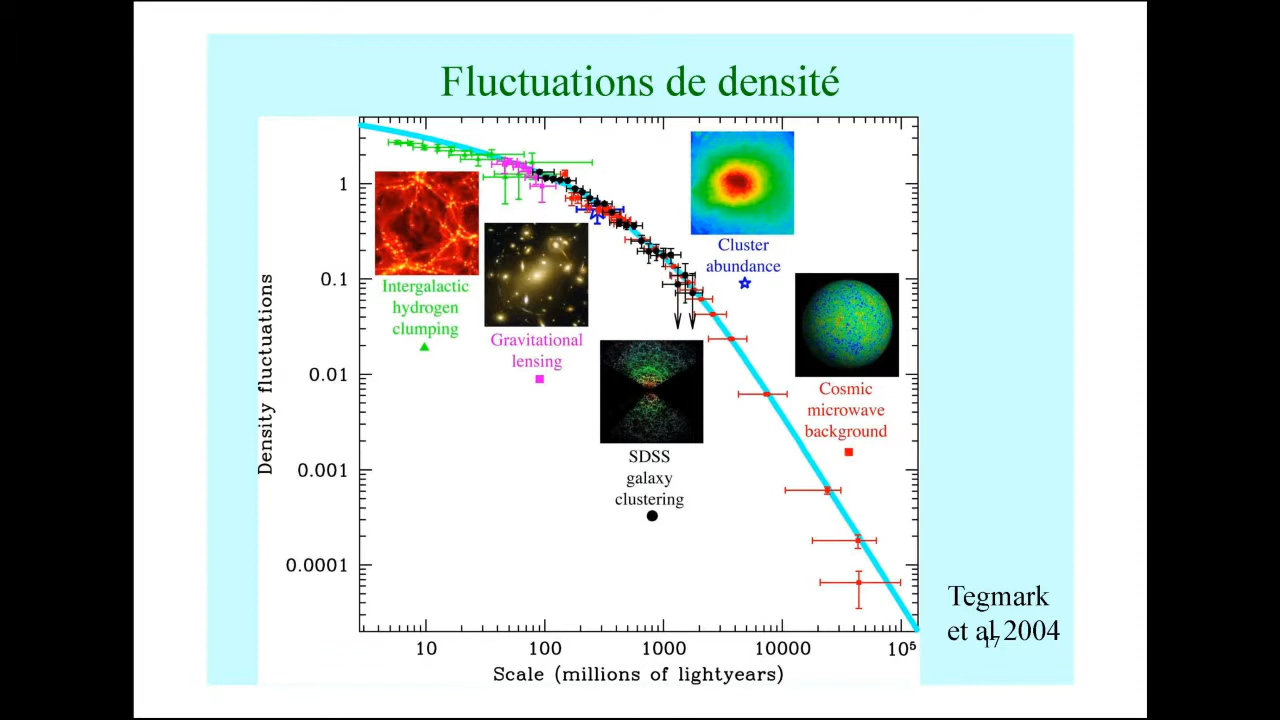 Fluctuations de densité
Density fluctuations
1
0.1
0.01
0.001
0.0001
Intergalactic
hydrogen
clumping
Gravitational
lensing
SDSS
galaxy
clustering
Cluster
abundance
Cosmic
microwave
background
10
100
1000
10000
10⁵
Scale (millions of lightyears)
Tegmark
et al 2004
17